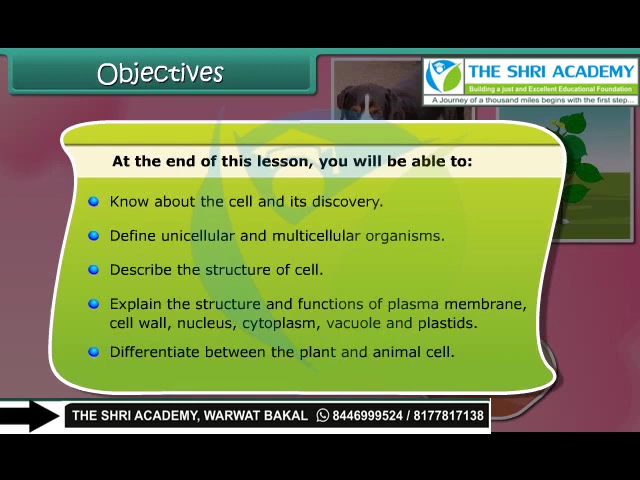 Objectives
THE SHRI ACADEMY
Building a just and Excellent Educational Foundation
A Journey of a thousand miles begins with the first step...
At the end of this lesson, you will be able to:
Know about the cell and its discovery.
Define unicellular and multicellular organisms.
Describe the structure of cell.
Explain the structure and functions of plasma membrane,
cell wall, nucleus, cytoplasm, vacuole and plastids.
Differentiate between the plant and animal cell.
THE SHRI ACADEMY, WARWAT BAKAL 8446999524 / 8177817138